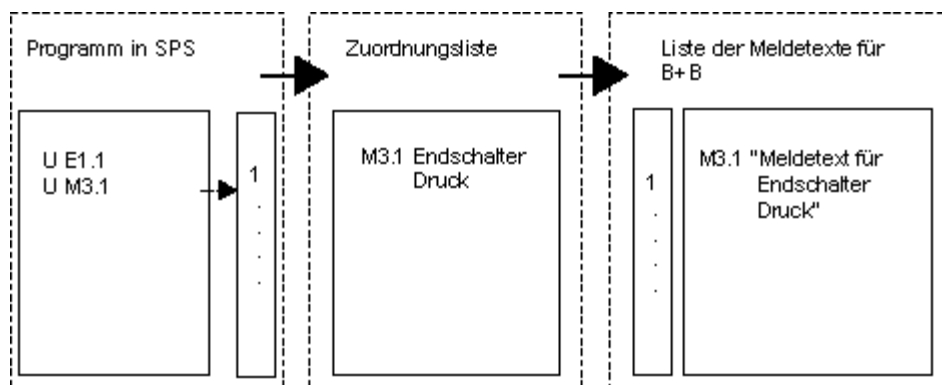 Programm in SPS
U E1.1
U M3.1
1
.
.
.
.
Zuordnungsliste
M3.1 Endschalter
Druck
Liste der Meldetexte für
B+B
1
.
.
.
.
M3.1 "Meldetext für
Endschalter
Druck"